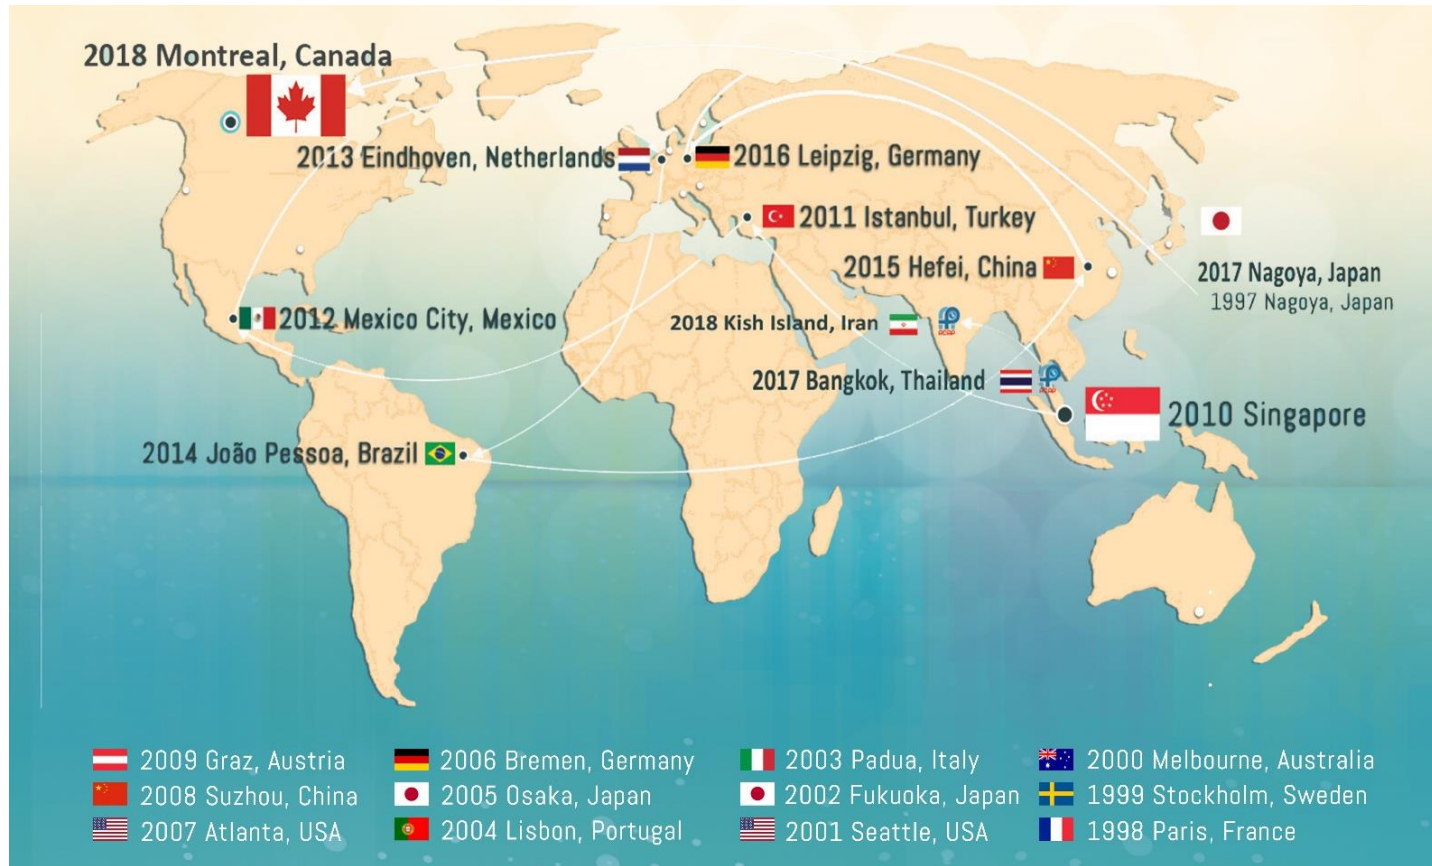 2018 Montreal, Canada
2013 Eindhoven, Netherlands
2016 Leipzig, Germany
2011 Istanbul, Turkey
2015 Hefei, China
2017 Nagoya, Japan
1997 Nagoya, Japan
2012 Mexico City, Mexico
2018 Kish Island, Iran
2017 Bangkok, Thailand
2010 Singapore
2014 João Pessoa, Brazil
2009 Graz, Austria
2008 Suzhou, China
2007 Atlanta, USA
2006 Bremen, Germany
2005 Osaka, Japan
2004 Lisbon, Portugal
2003 Padua, Italy
2002 Fukuoka, Japan
2001 Seattle, USA
2000 Melbourne, Australia
1999 Stockholm, Sweden
1998 Paris, France